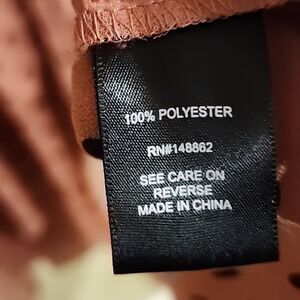 100% POLYESTER
RN#148862
SEE CARE ON
REVERSE
MADE IN CHINA